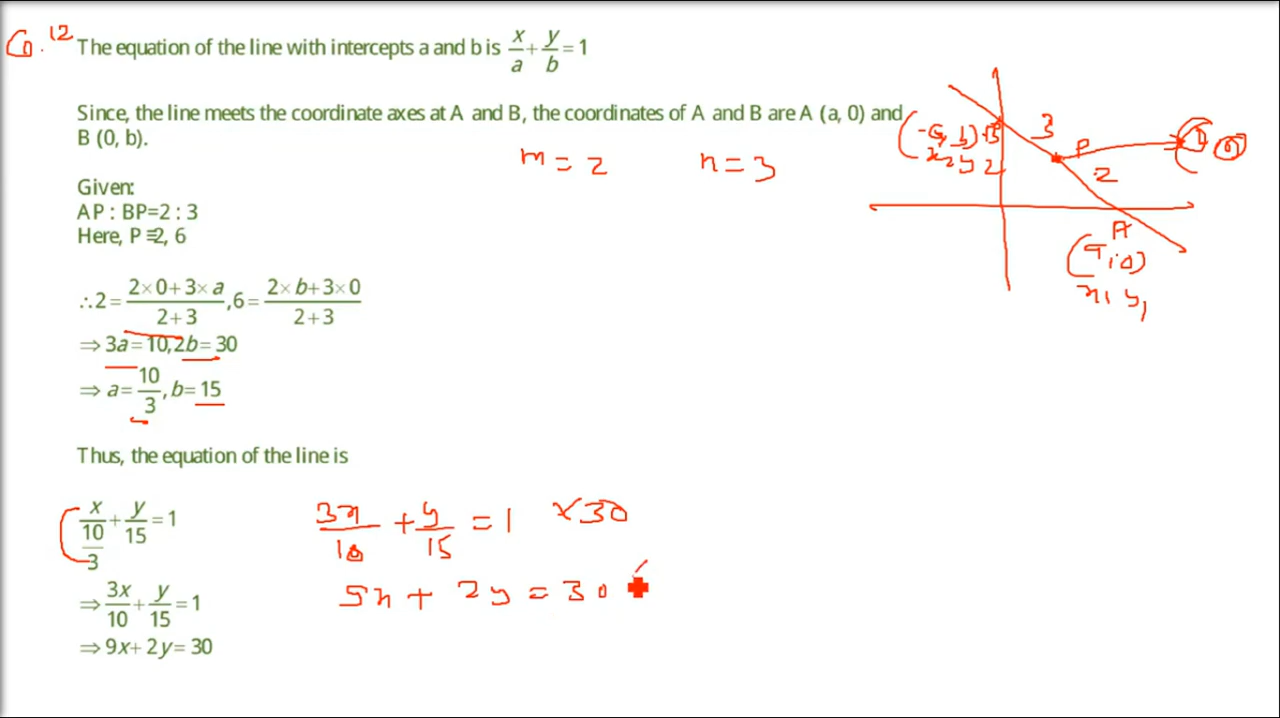 12
The equation of the line with intercepts a and b is x/a + y/b = 1
Since, the line meets the coordinate axes at A and B, the coordinates of A and B are A (a, 0) and
B (0, b).
m = 2 n = 3
Given:
AP : BP=2 : 3
Here, P ≡2, 6
∴2= (2×0+3×a)/(2+3) ,6= (2×b+3×0)/(2+3)
⇒ 3a=10,2b=30
⇒ a= 10/3 ,b= 15
Thus, the equation of the line is
x/(10/3) + y/15 = 1
3x/10 + y/15 = 1 ×30
⇒ 3x/10 + y/15 = 1
5x + 2y = 30
⇒ 9x+ 2y= 30
3
P
2
A
x1 y1